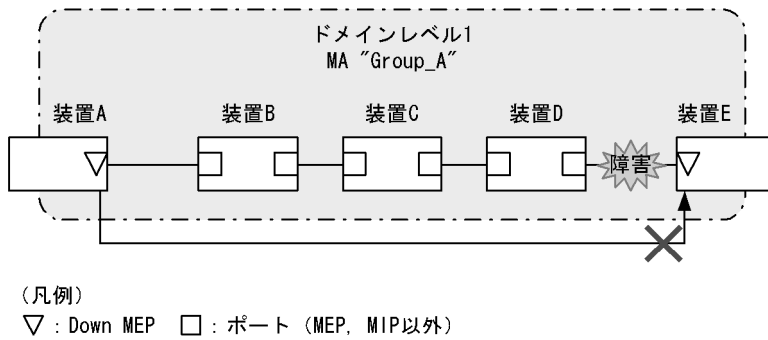 ドメインレベル1
MA "Group_A"
装置A 装置B 装置C 装置D 装置E
障害
(凡例)
▽ : Down MEP □ : ポート (MEP, MIP以外)